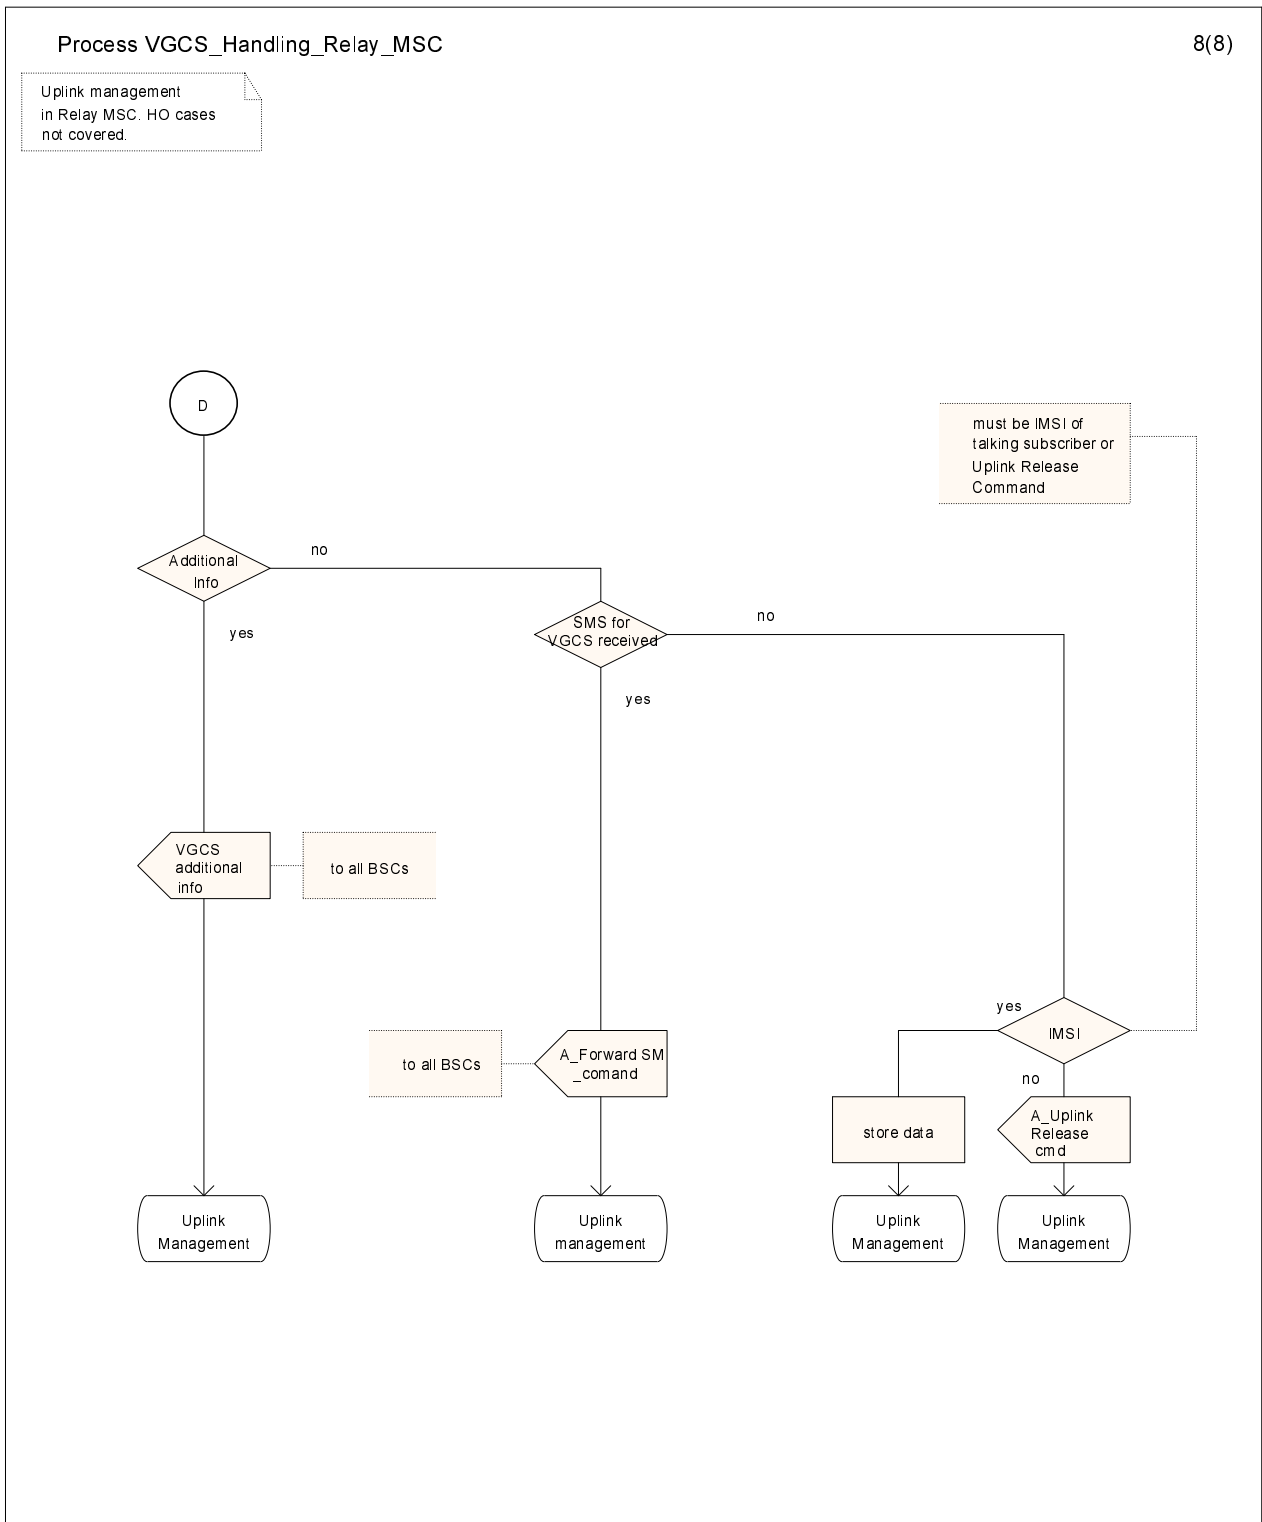 Process VGCS_Handling_Relay_MSC
8(8)
Uplink management
in Relay MSC. HO cases
not covered.
D
must be IMSI of
talking subscriber or
Uplink Release
Command
Additional
Info
no
yes
SMS for
VGCS received
no
yes
VGCS
additional
info
to all BSCs
yes
IMSI
no
to all BSCs
A_Forward SM
_comand
store data
A_Uplink
Release
cmd
Uplink
Management
Uplink
management
Uplink
Management
Uplink
Management